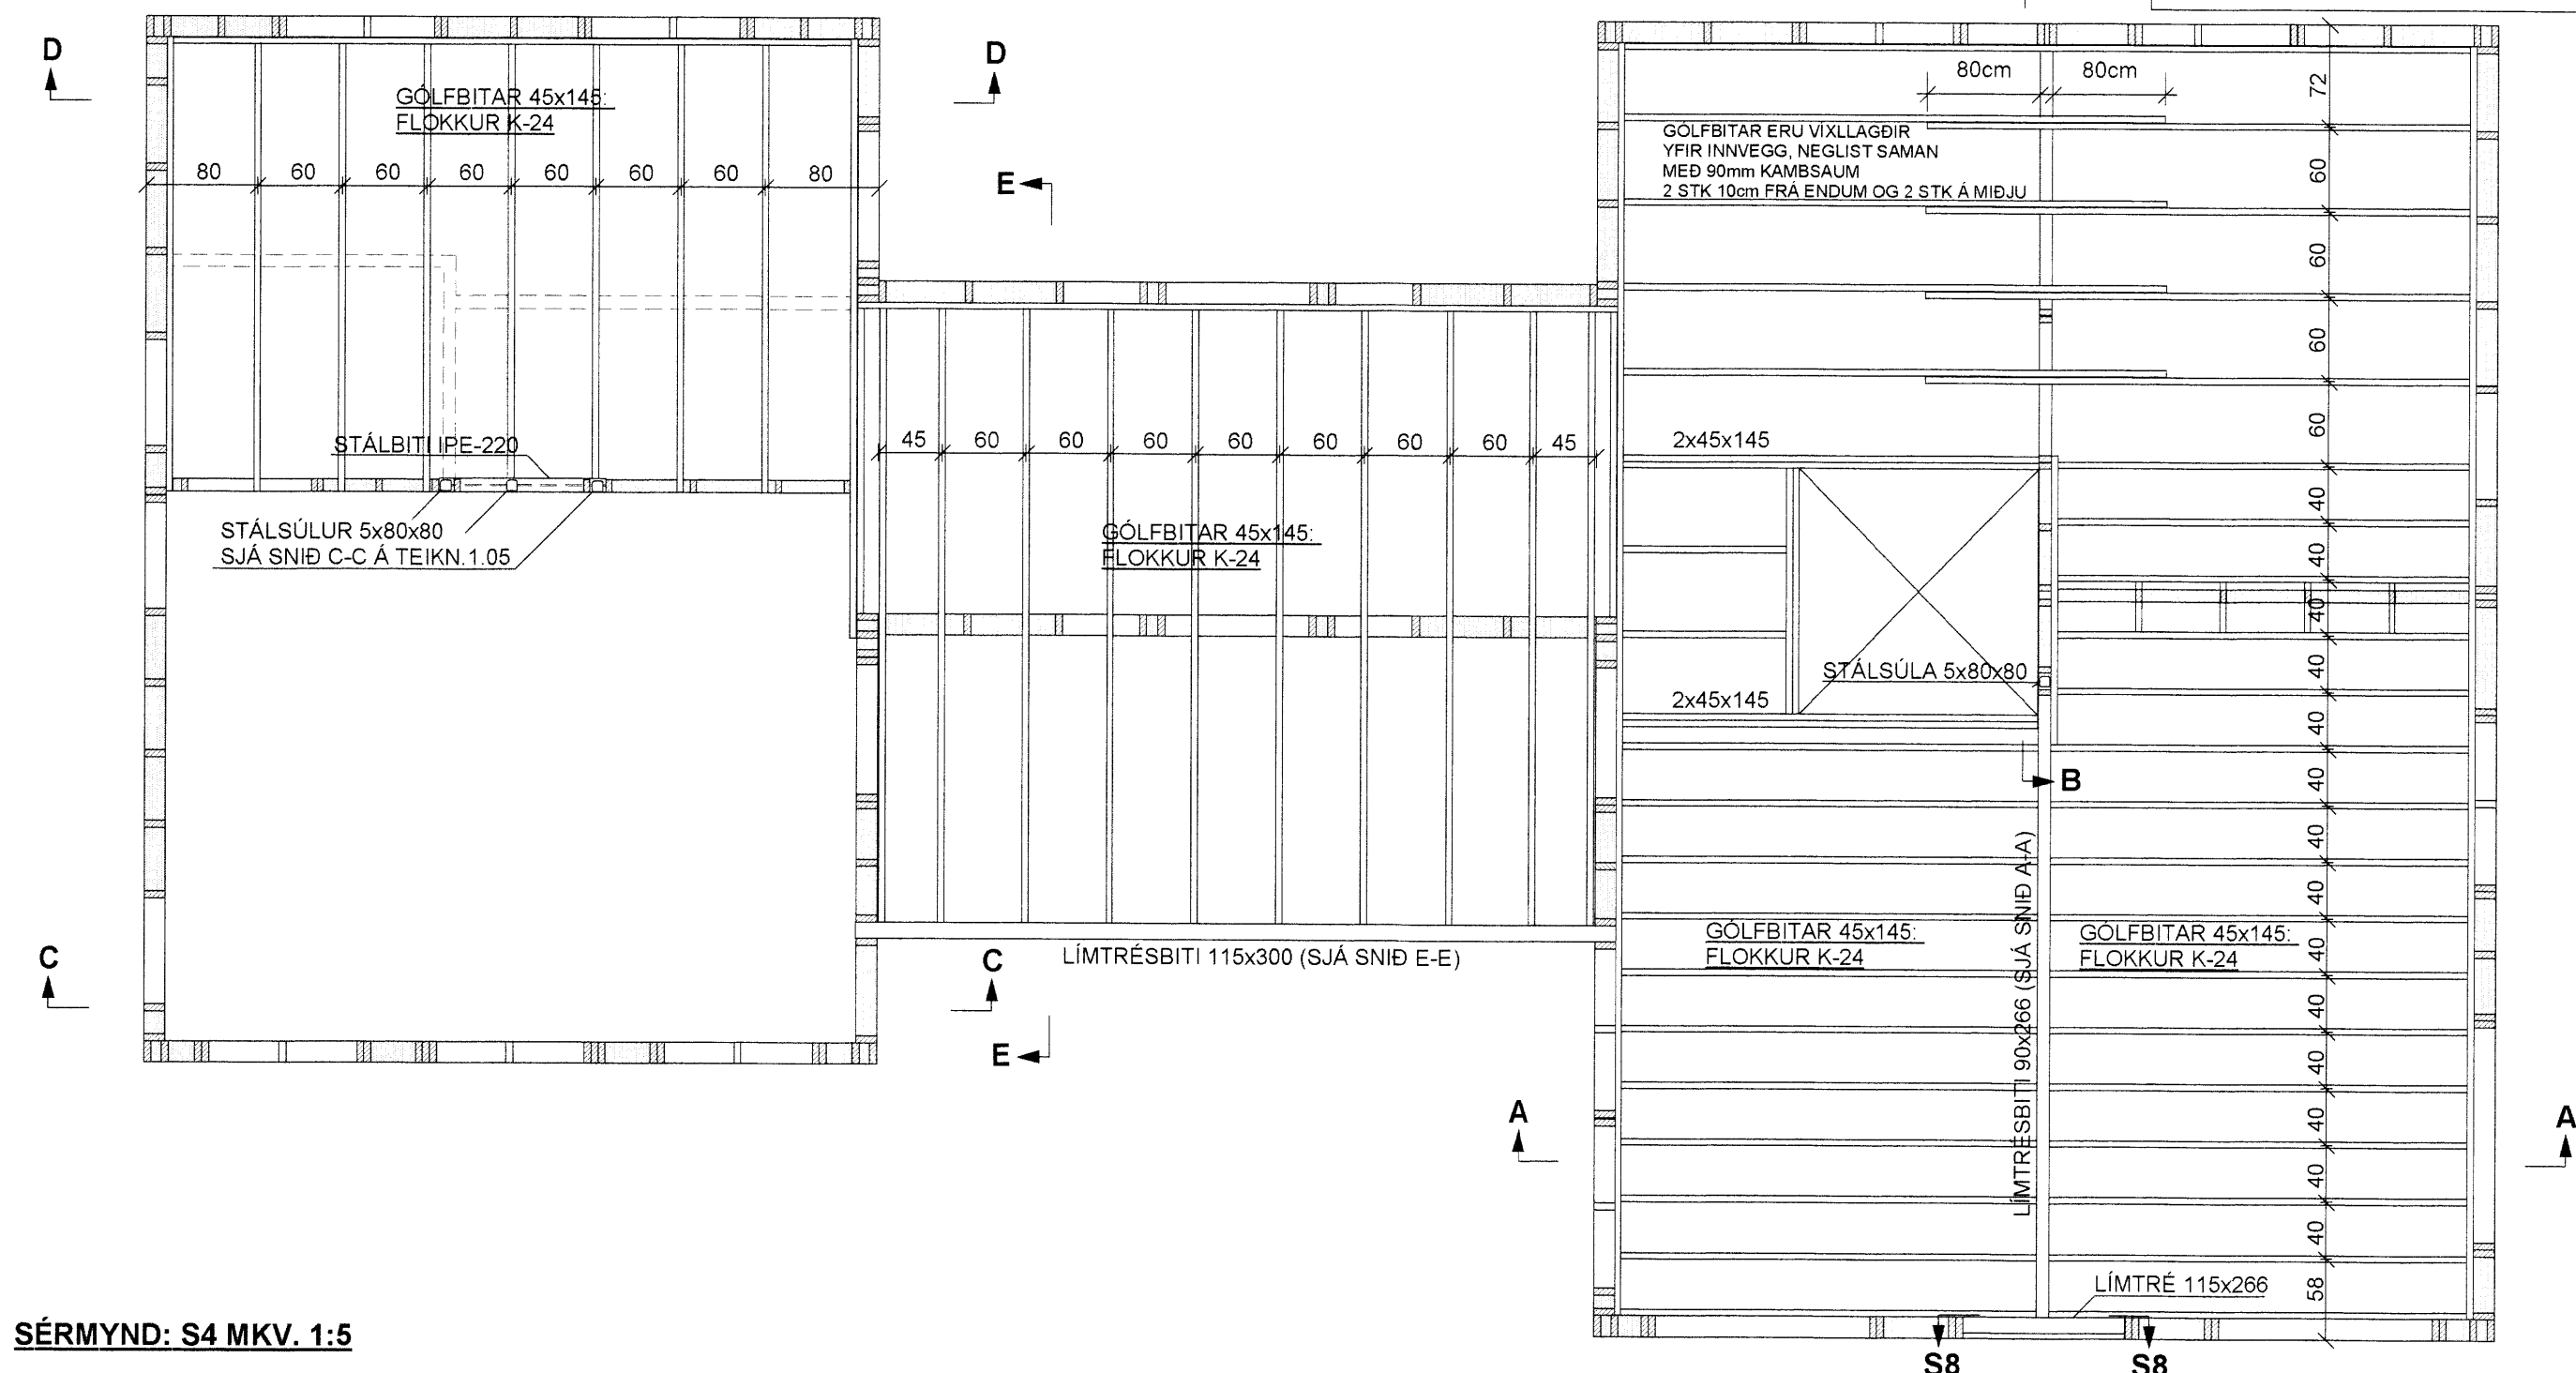 D
D
GÓLFBITAR 45x145:
FLOKKUR K-24
80 60 60 60 60 60 60 60 80
E
80cm 80cm
GÓLFBITAR ERU VÍXLLAGÐIR
YFIR INNVEGG, NEGLIST SAMAN
MEÐ 90mm KAMBSAUM
2 STK 10cm FRÁ ENDUM OG 2 STK Á MIÐJU
72
60
60
60
60
40
40
40
40
40
40
40
40
40
40
40
40
40
40
58
STÁLBITI IPE-220
STÁLSÚLUR 5x80x80
SJÁ SNIÐ C-C Á TEIKN.1.05
45 60 60 60 60 60 60 60 45
GÓLFBITAR 45x145:
FLOKKUR K-24
2x45x145
STÁLSÚLA 5x80x80
2x45x145
B
LÍMTRÉSBITI 90x266 (SJÁ SNIÐ A-A)
GÓLFBITAR 45x145:
FLOKKUR K-24
GÓLFBITAR 45x145:
FLOKKUR K-24
C
C
LÍMTRÉSBITI 115x300 (SJÁ SNIÐ E-E)
E
A
A
LÍMTRÉ 115x266
S8
S8
SÉRMYND: S4 MKV. 1:5